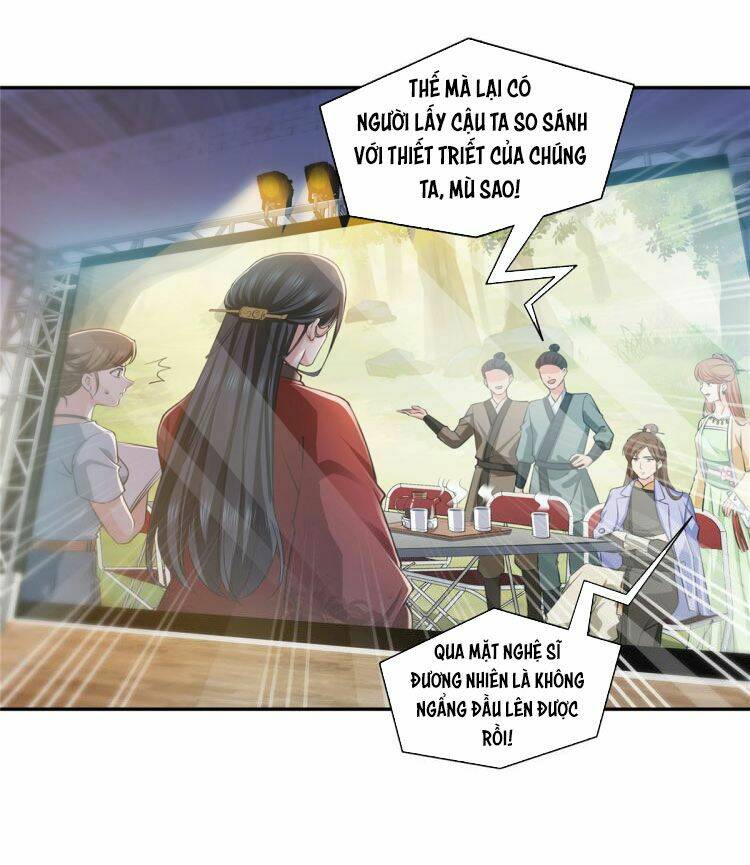 THẾ MÀ LẠI CÓ
NGƯỜI LẤY CẬU TA SO SÁNH
VỚI THIẾT TRIẾT CỦA CHÚNG
TA, MÙ SAO!
QUA MẶT NGHỆ SĨ
ĐƯƠNG NHIÊN LÀ KHÔNG
NGẨNG ĐẦU LÊN ĐƯỢC
RỒI!